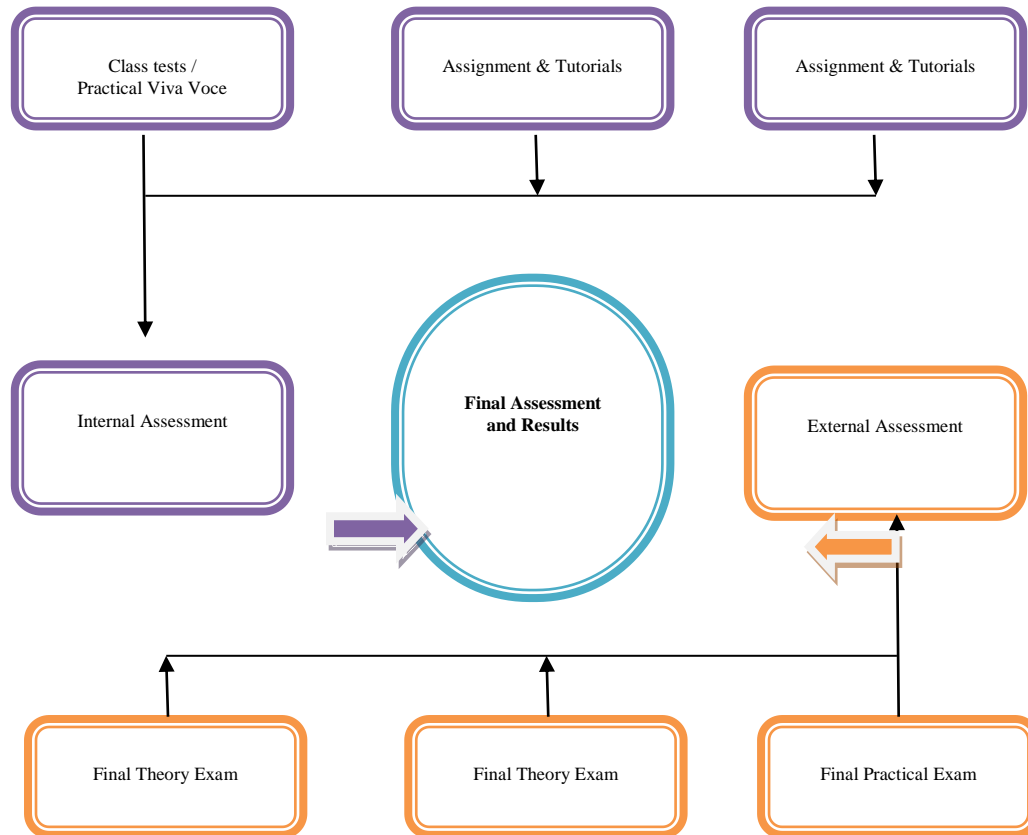 Class tests /
Practical Viva Voce
Assignment & Tutorials
Assignment & Tutorials
Internal Assessment
Final Assessment
and Results
External Assessment
Final Theory Exam
Final Theory Exam
Final Practical Exam